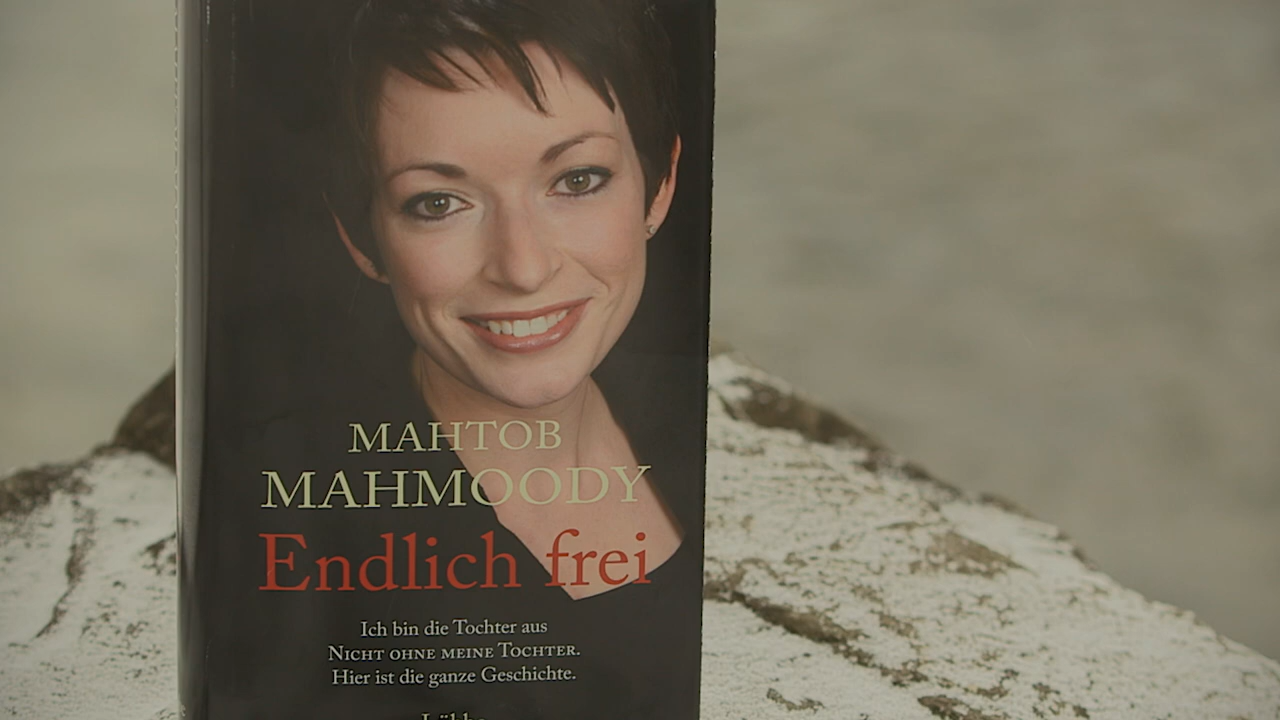 MAHTOB
MAHMOODY
Endlich frei
Ich bin die Tochter aus
NICHT OHNE MEINE TOCHTER.
Hier ist die ganze Geschichte.